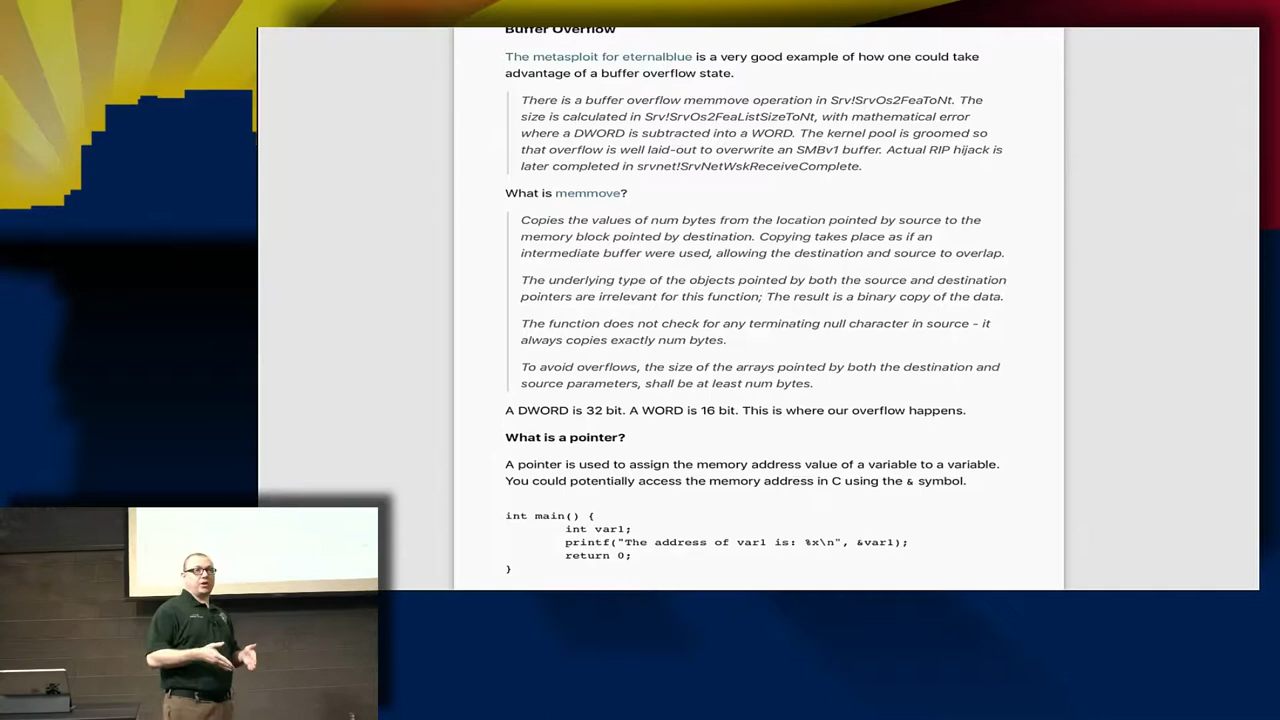 Buffer Overflow
The metasploit for eternalblue is a very good example of how one could take
advantage of a buffer overflow state.
There is a buffer overflow memmove operation in Srv!SrvOs2FeaToNt. The
size is calculated in Srv!SrvOs2FeaListSizeToNt, with mathematical error
where a DWORD is subtracted into a WORD. The kernel pool is groomed so
that overflow is well laid-out to overwrite an SMBv1 buffer. Actual RIP hijack is
later completed in srvnet!SrvNetWskReceiveComplete.
What is memmove?
Copies the values of num bytes from the location pointed by source to the
memory block pointed by destination. Copying takes place as if an
intermediate buffer were used, allowing the destination and source to overlap.
The underlying type of the objects pointed by both the source and destination
pointers are irrelevant for this function; The result is a binary copy of the data.
The function does not check for any terminating null character in source - it
always copies exactly num bytes.
To avoid overflows, the size of the arrays pointed by both the destination and
source parameters, shall be at least num bytes.
A DWORD is 32 bit. A WORD is 16 bit. This is where our overflow happens.
What is a pointer?
A pointer is used to assign the memory address value of a variable to a variable.
You could potentially access the memory address in C using the & symbol.
int main() {
int var1;
printf("The address of var1 is: %x\n", &var1);
return 0;
}